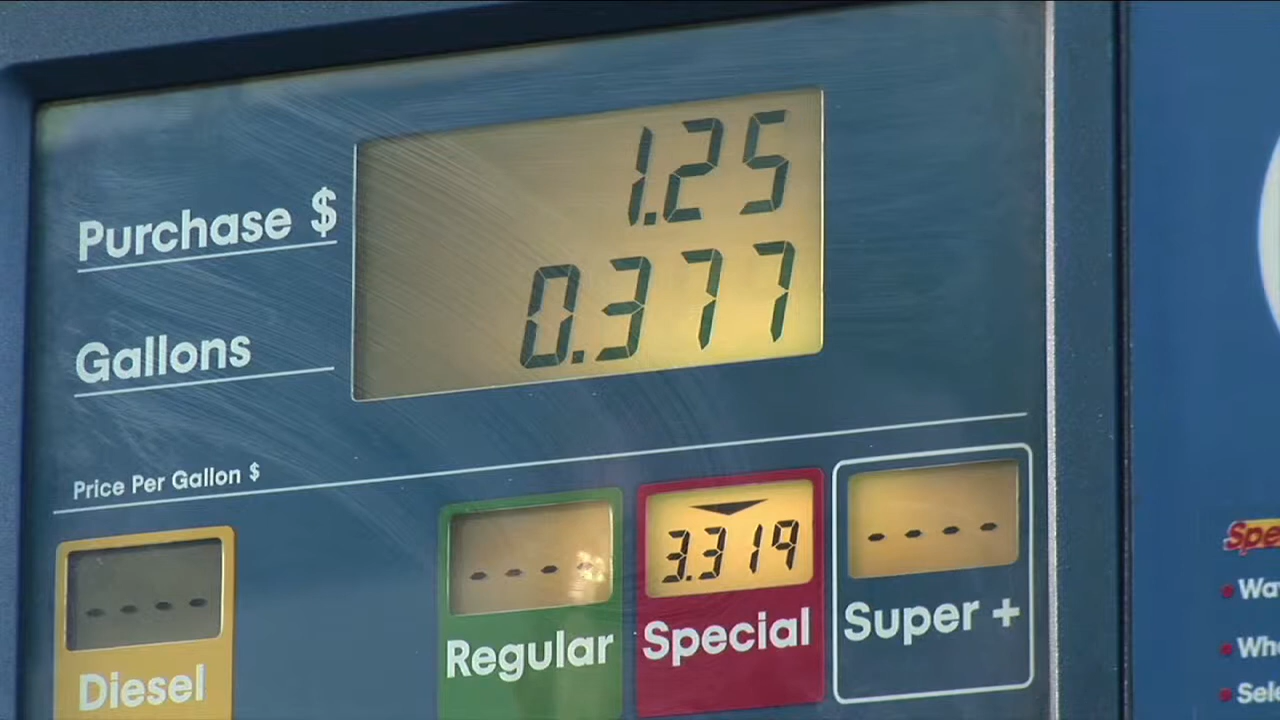 1.25
Purchase $
0.377
Gallons
Price Per Gallon $
- - - -
Diesel
- - - -
Regular
3.319
Special
- - - -
Super +